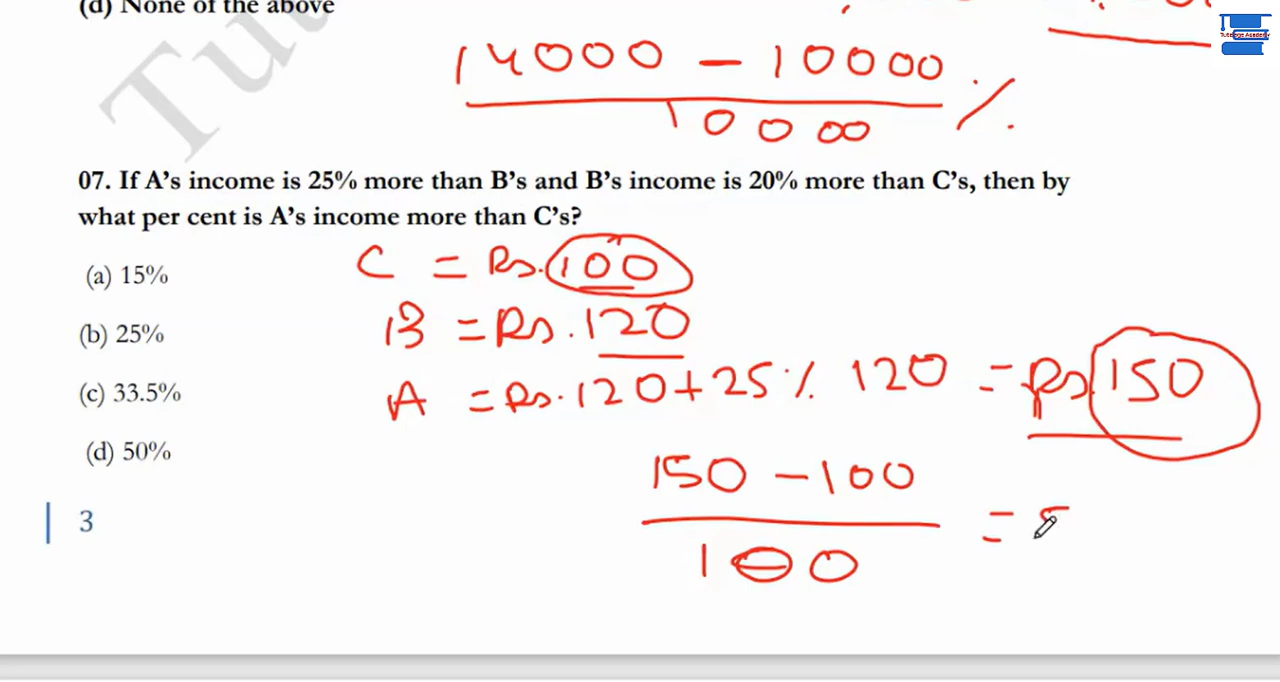 (d) None of the above
14000 - 10000
10000 %
07. If A's income is 25% more than B's and B's income is 20% more than C's, then by
what per cent is A's income more than C's?
(a) 15%
(b) 25%
(c) 33.5%
(d) 50%
C = Rs. 100
B = Rs. 120
A = Rs. 120 + 25% 120 = Rs. 150
150 - 100
100 =
3